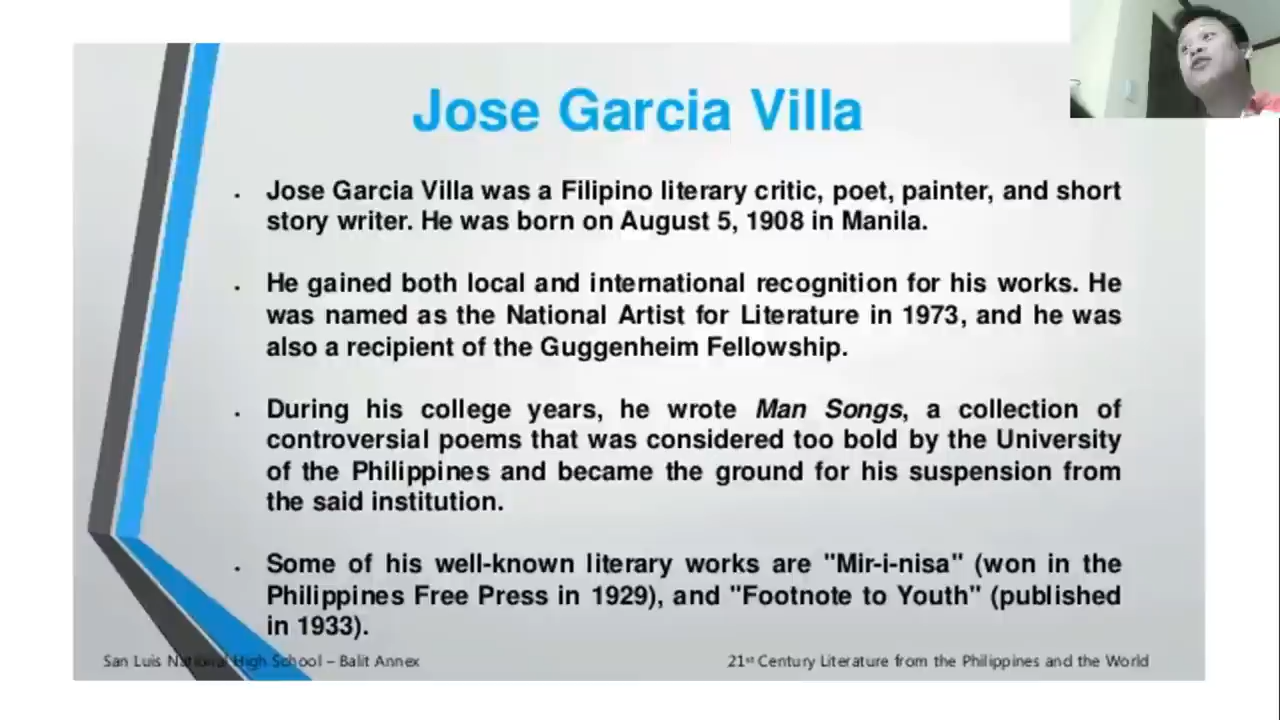 Jose Garcia Villa
• Jose Garcia Villa was a Filipino literary critic, poet, painter, and short
story writer. He was born on August 5, 1908 in Manila.
• He gained both local and international recognition for his works. He
was named as the National Artist for Literature in 1973, and he was
also a recipient of the Guggenheim Fellowship.
• During his college years, he wrote Man Songs, a collection of
controversial poems that was considered too bold by the University
of the Philippines and became the ground for his suspension from
the said institution.
• Some of his well-known literary works are "Mir-i-nisa" (won in the
Philippines Free Press in 1929), and "Footnote to Youth" (published
in 1933).
San Luis National High School – Balit Annex
21st Century Literature from the Philippines and the World